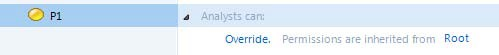 P1
Analysts can:
Override. Permissions are inherited from Root